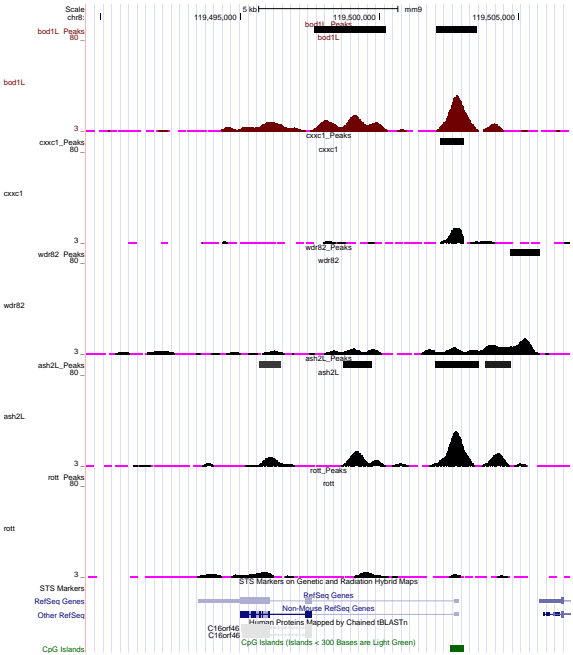 Scale 5 kb mm9
chr8: 119,495,000 119,500,000 119,505,000
bod1L_Peaks
bod1L_Peaks
80 bod1L
bod1L
3
cxxc1_Peaks
cxxc1_Peaks
80 cxxc1
cxxc1
3
wdr82_Peaks
wdr82_Peaks
80 wdr82
wdr82
3
ash2L_Peaks
ash2L_Peaks
80 ash2L
ash2L
3
rott_Peaks
rott_Peaks
80 rott
rott
3
STS Markers on Genetic and Radiation Hybrid Maps
STS Markers
RefSeq Genes
RefSeq Genes
Non-Mouse RefSeq Genes
Other RefSeq
Human Proteins Mapped by Chained tBLASTn
C16orf46
C16orf46
CpG Islands (Islands < 300 Bases are Light Green)
CpG Islands